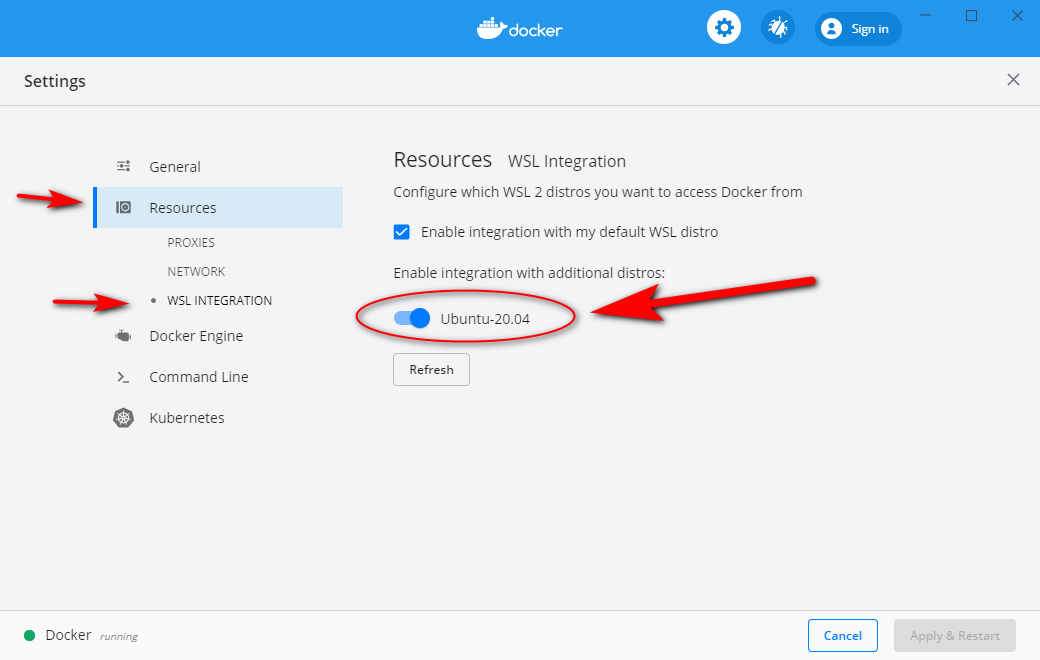 docker
Sign in
Settings
General
Resources
PROXIES
NETWORK
WSL INTEGRATION
Docker Engine
Command Line
Kubernetes
Resources WSL Integration
Configure which WSL 2 distros you want to access Docker from
Enable integration with my default WSL distro
Enable integration with additional distros:
Ubuntu-20.04
Refresh
Docker running
Cancel
Apply & Restart